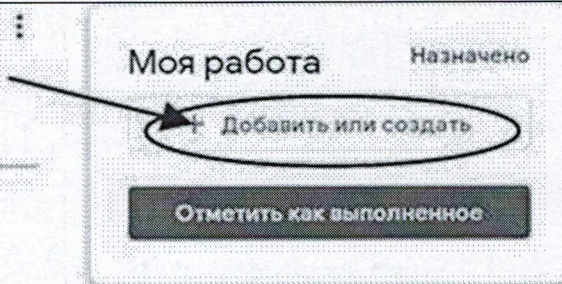 Моя работа
Назначено
+ Добавить или создать
Отметить как выполненное